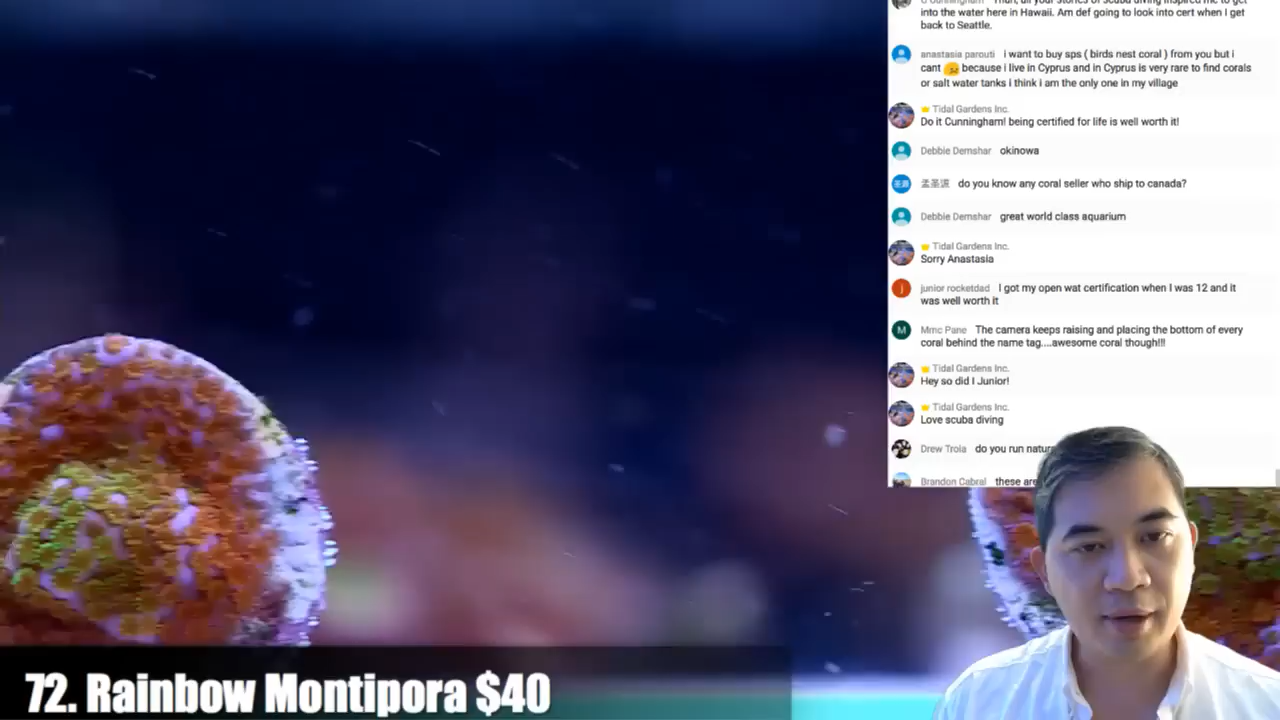 into the water here in Hawaii. Am def going to look into cert when I get
back to Seattle.
anastasia parouti i want to buy sps ( birds nest coral ) from you but i
cant because i live in Cyprus and in Cyprus is very rare to find corals
or salt water tanks i think i am the only one in my village
Tidal Gardens Inc.
Do it Cunningham! being certified for life is well worth it!
Debbie Demshar okinowa
do you know any coral seller who ship to canada?
Debbie Demshar great world class aquarium
Tidal Gardens Inc.
Sorry Anastasia
junior rocketdad I got my open wat certification when I was 12 and it
was well worth it
M Mmc Pane The camera keeps raising and placing the bottom of every
coral behind the name tag....awesome coral though!!!
Tidal Gardens Inc.
Hey so did I Junior!
Tidal Gardens Inc.
Love scuba diving
Drew Trola do you run natur
Brandon Cabral these are
72. Rainbow Montipora $40